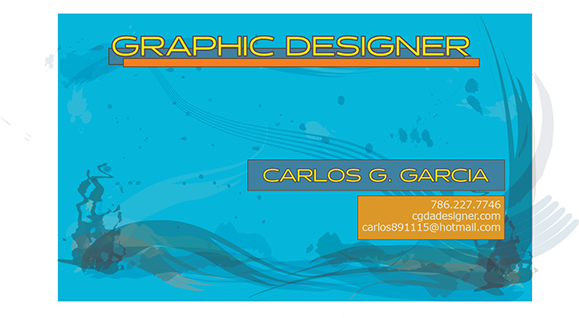 GRAPHIC DESIGNER
CARLOS G. GARCIA
786.227.7746
cgdadesigner.com
carlos891115@hotmail.com